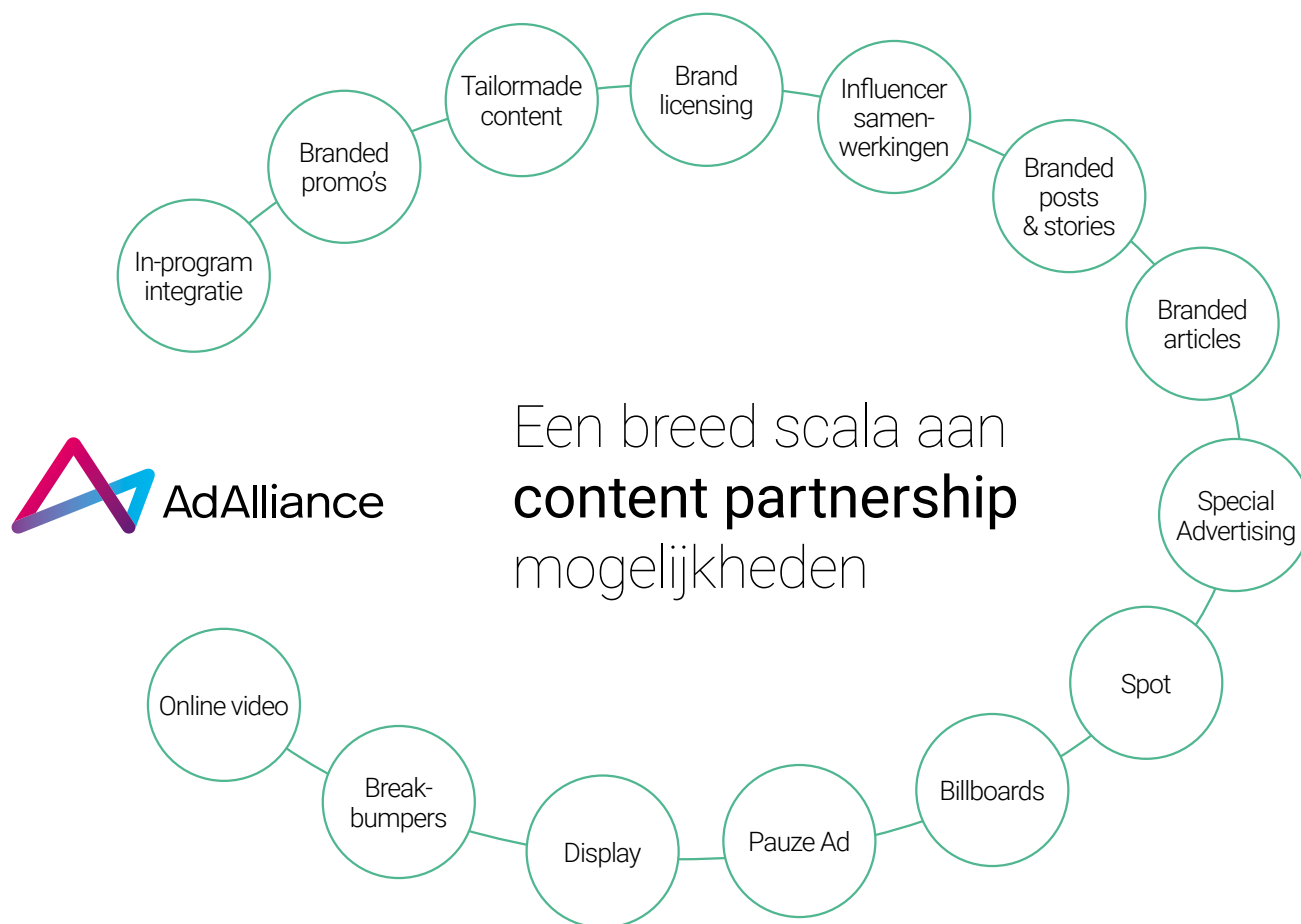 In-program
integratie
Branded
promo's
Tailormade
content
Brand
licensing
Influencer
samen-
werkingen
Branded
posts
& stories
Branded
articles
Special
Advertising
Spot
Billboards
Pauze Ad
Display
Break-
bumpers
Online video
AdAlliance
Een breed scala aan
content partnership
mogelijkheden